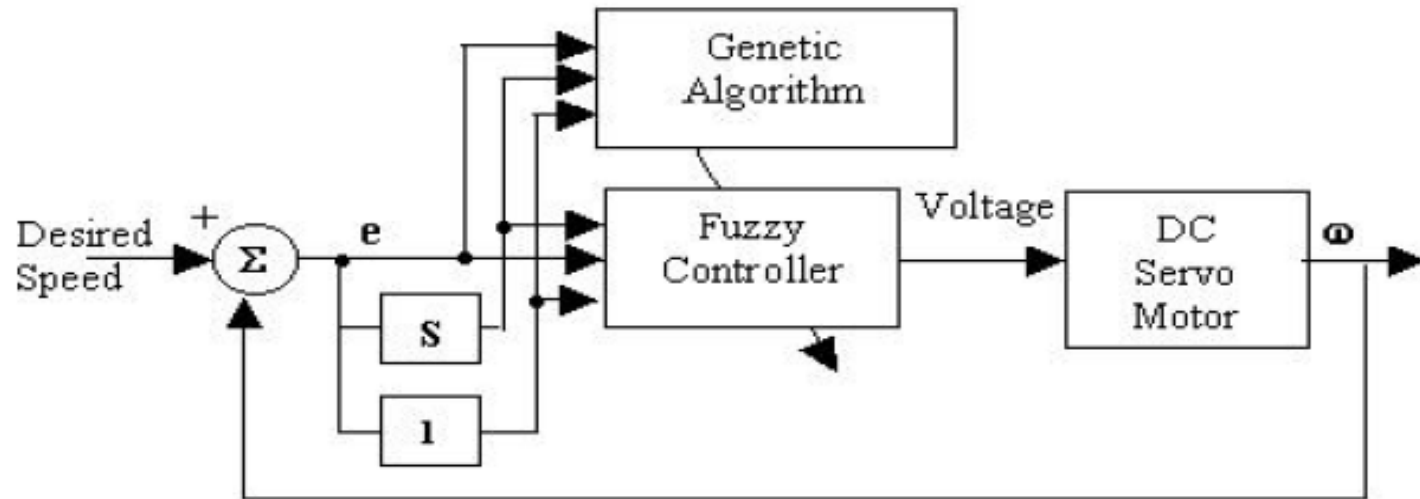 Genetic
Algorithm
Desired
Speed
+
Σ
e
S
1
Fuzzy
Controller
Voltage
DC
Servo
Motor
ω